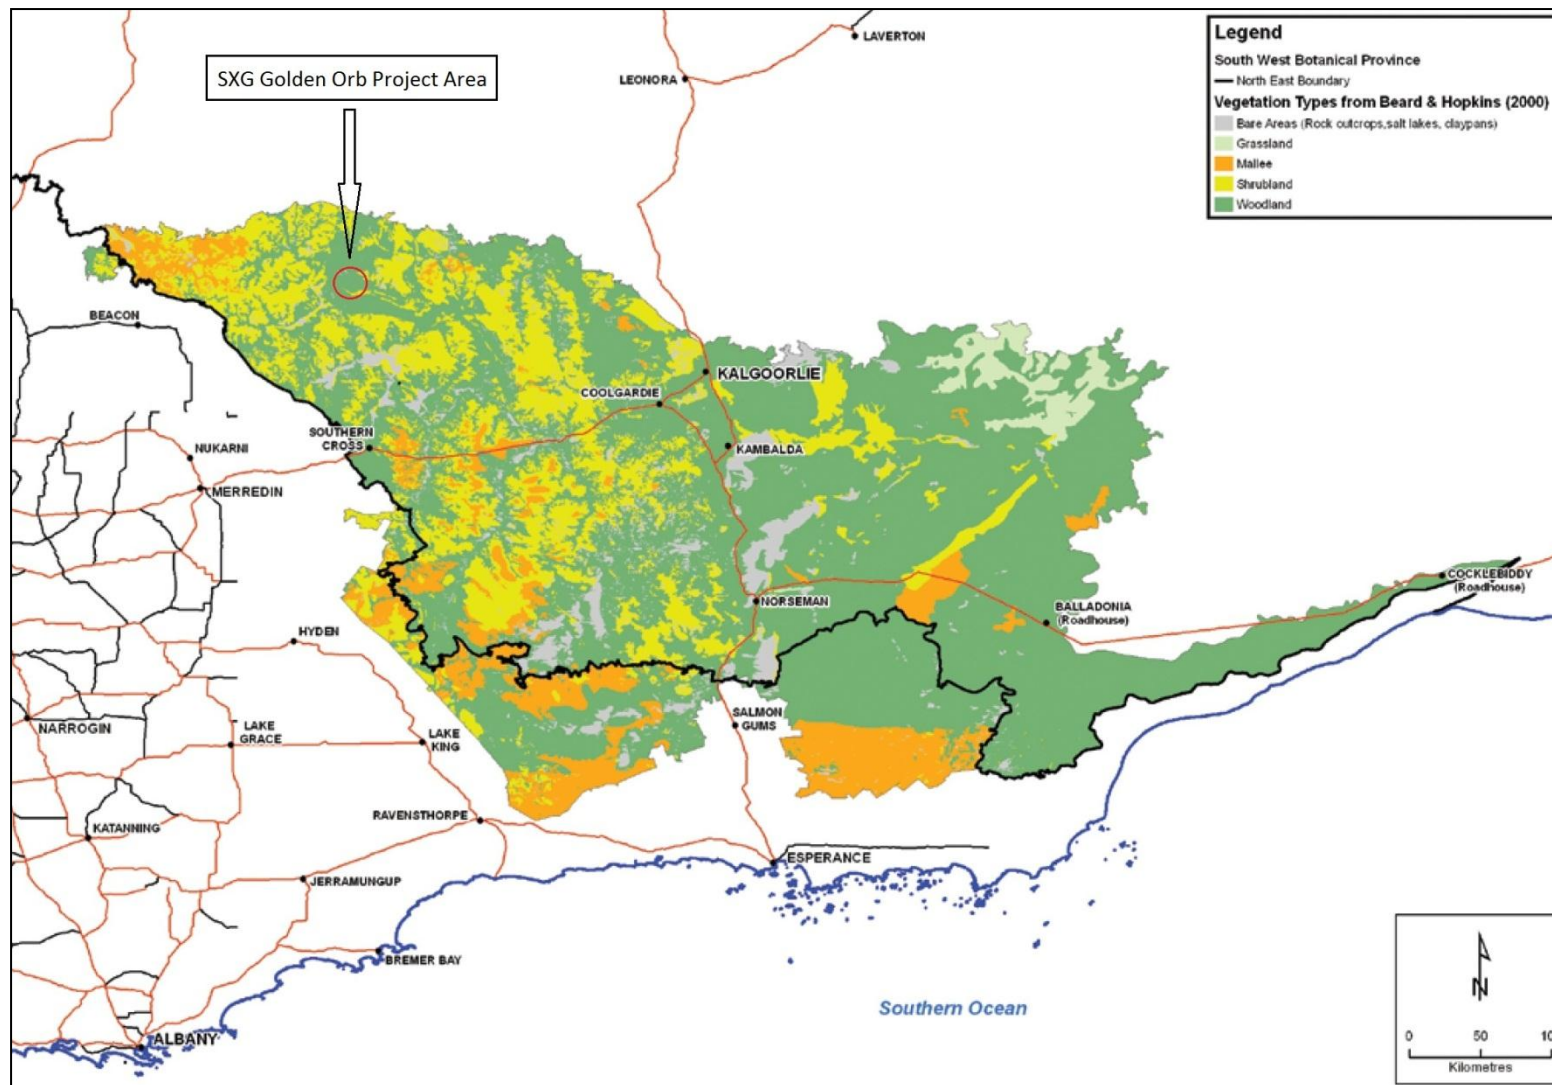 LAVERTON
LEONORA
SXG Golden Orb Project Area
Legend
South West Botanical Province
North East Boundary
Vegetation Types from Beard & Hopkins (2000)
Bare Areas (Rock outcrops,salt lakes, claypans)
Grassland
Mallee
Shrubland
Woodland
BEACON
KALGOORLIE
COOLGARDIE
SOUTHERN
CROSS
NUKARNI
KAMBALDA
MERREDIN
COCKLEBIDDY
(Roadhouse)
NORSEMAN
BALLADONIA
(Roadhouse)
HYDEN
NARROGIN
LAKE
GRACE
LAKE
KING
SALMON
GUMS
RAVENSTHORPE
KATANNING
ESPERANCE
JERRAMUNGUP
BREMER BAY
ALBANY
Southern Ocean
N
0 50 10
Kilometres